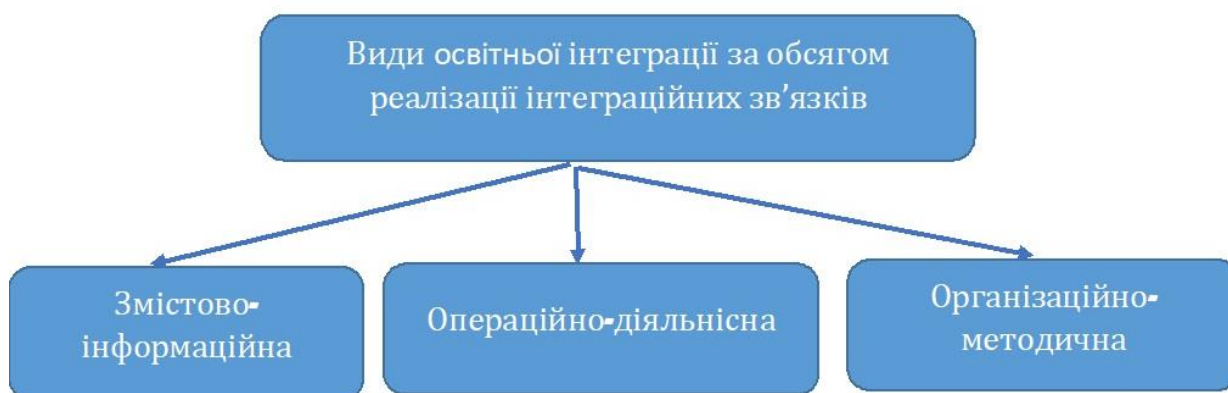 Види освітньої інтеграції за обсягом
реалізації інтеграційних зв’язків
Змістово-
інформаційна
Операційно-діяльнісна
Організаційно-
методична